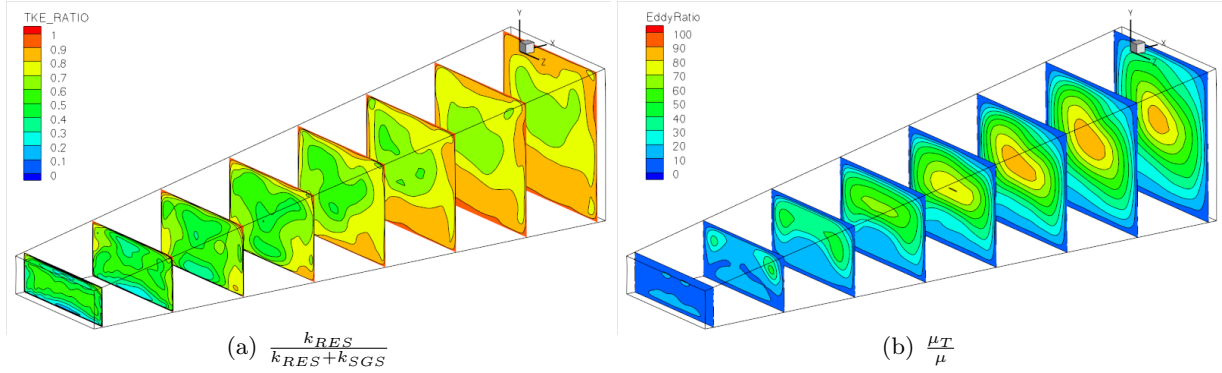 TKE_RATIO
1
0.9
0.8
0.7
0.6
0.5
0.4
0.3
0.2
0.1
0
Y
X
Z
(a) k_RES / (k_RES + k_SGS)
EddyRatio
100
90
80
70
60
50
40
30
20
10
0
Y
X
Z
(b) μ_T / μ